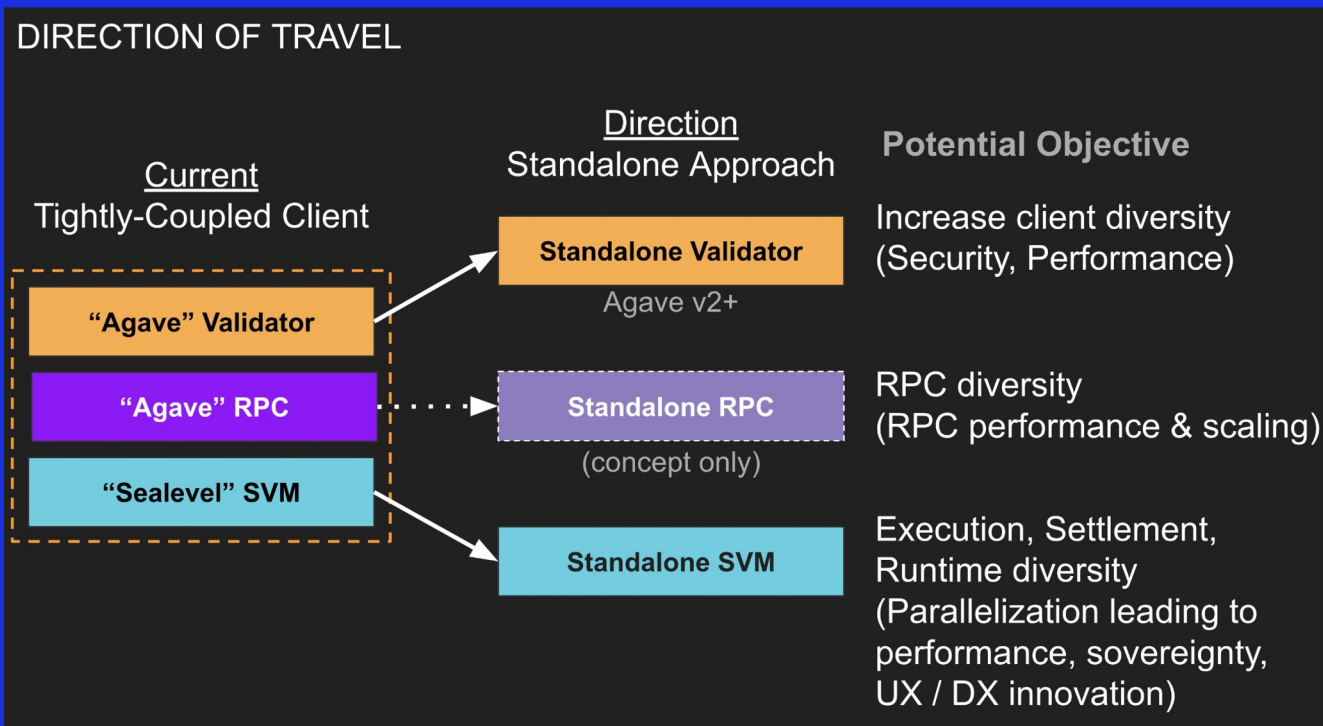 DIRECTION OF TRAVEL
Current
Tightly-Coupled Client
“Agave” Validator
“Agave” RPC
“Sealevel” SVM
Direction
Standalone Approach
Standalone Validator
Agave v2+
Standalone RPC
(concept only)
Standalone SVM
Potential Objective
Increase client diversity
(Security, Performance)
RPC diversity
(RPC performance & scaling)
Execution, Settlement,
Runtime diversity
(Parallelization leading to
performance, sovereignty,
UX / DX innovation)